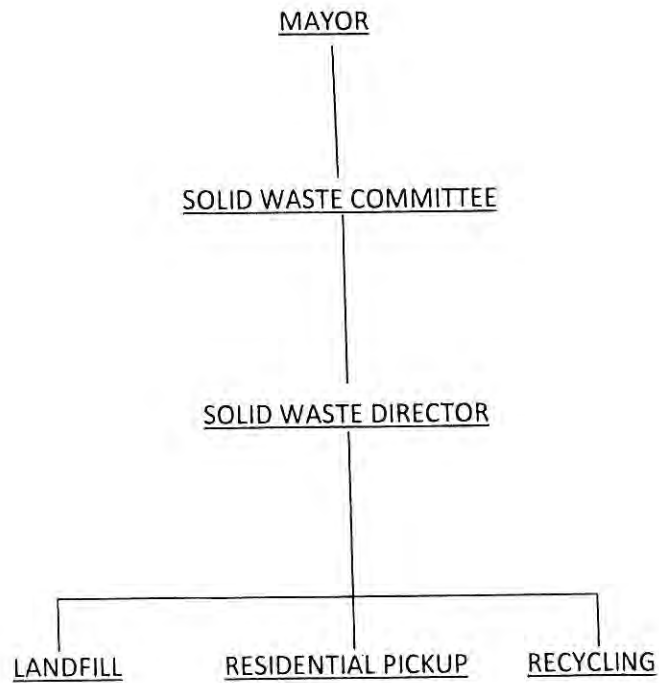 MAYOR
SOLID WASTE COMMITTEE
SOLID WASTE DIRECTOR
LANDFILL RESIDENTIAL PICKUP RECYCLING